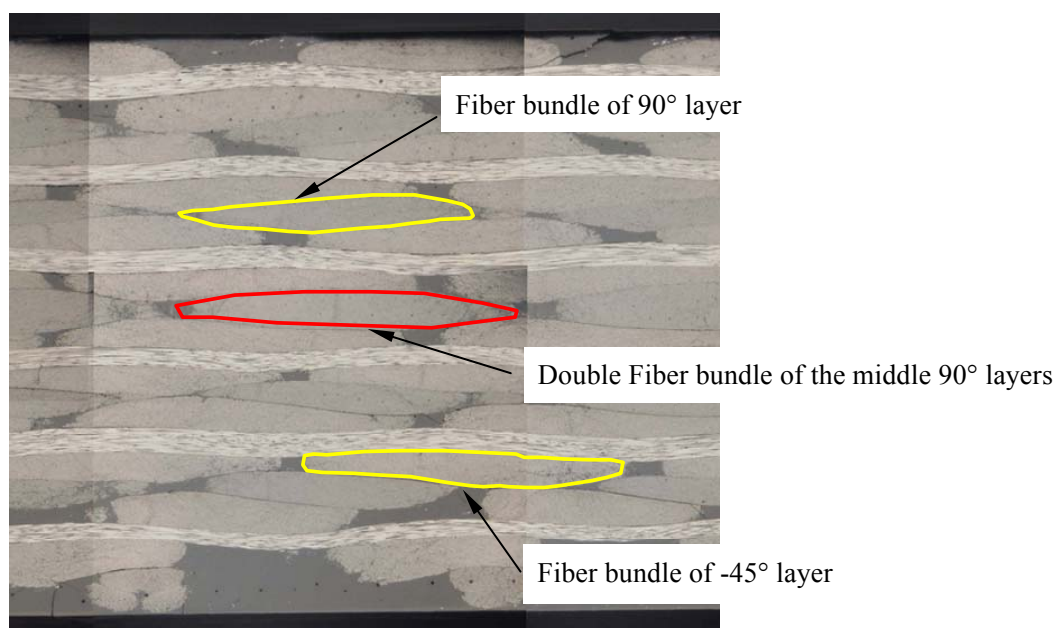 Fiber bundle of 90° layer
Double Fiber bundle of the middle 90° layers
Fiber bundle of -45° layer